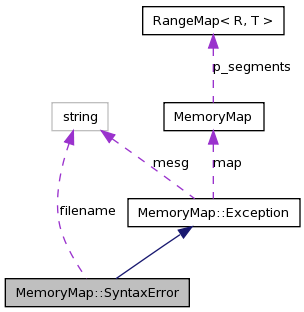 RangeMap< R, T >
p_segments
string
MemoryMap
mesg
map
MemoryMap::Exception
filename
MemoryMap::SyntaxError